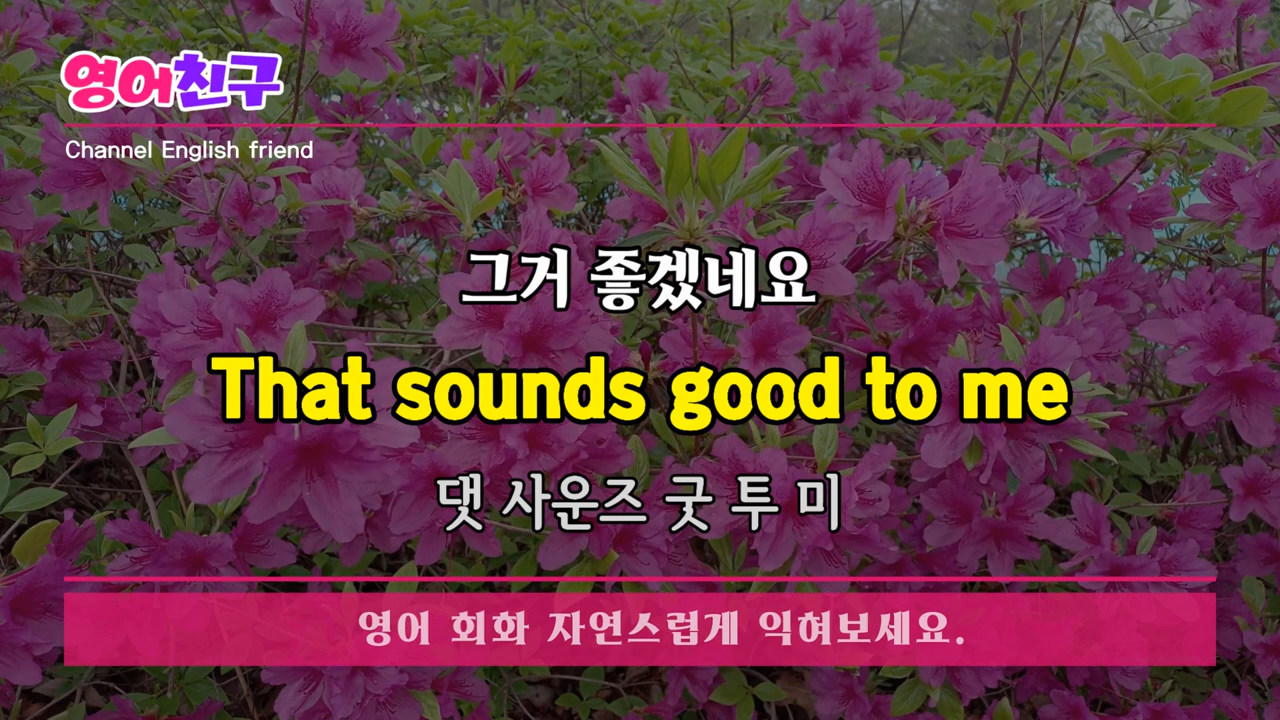 영어친구
Channel English friend
그거 좋겠네요
That sounds good to me
댓 사운즈 굿 투 미
영어 회화 자연스럽게 익혀보세요.